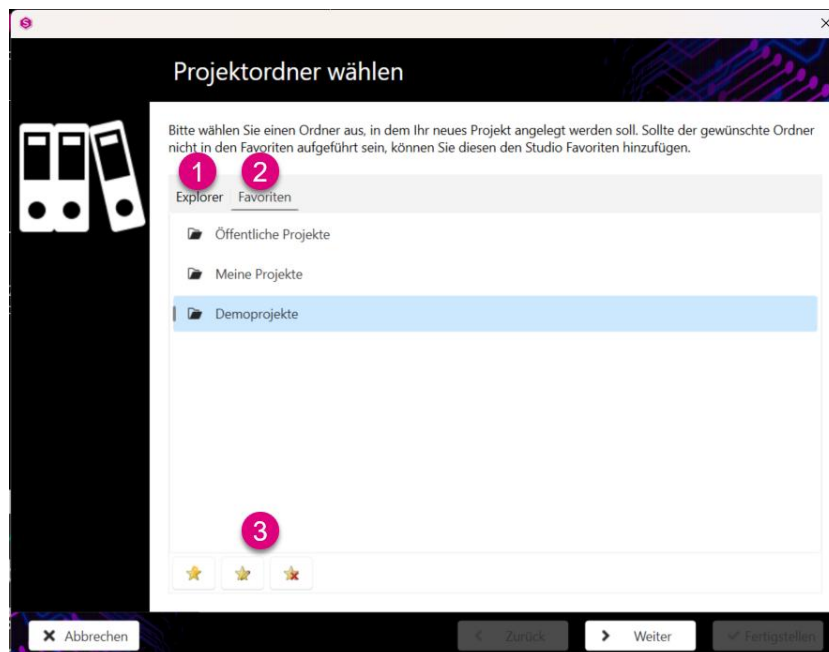 S
Projektordner wählen
Bitte wählen Sie einen Ordner aus, in dem Ihr neues Projekt angelegt werden soll. Sollte der gewünschte Ordner
nicht in den Favoriten aufgeführt sein, können Sie diesen den Studio Favoriten hinzufügen.
1 2
Explorer Favoriten
Öffentliche Projekte
Meine Projekte
Demoprojekte
3
Abbrechen Zurück Weiter Fertigstellen